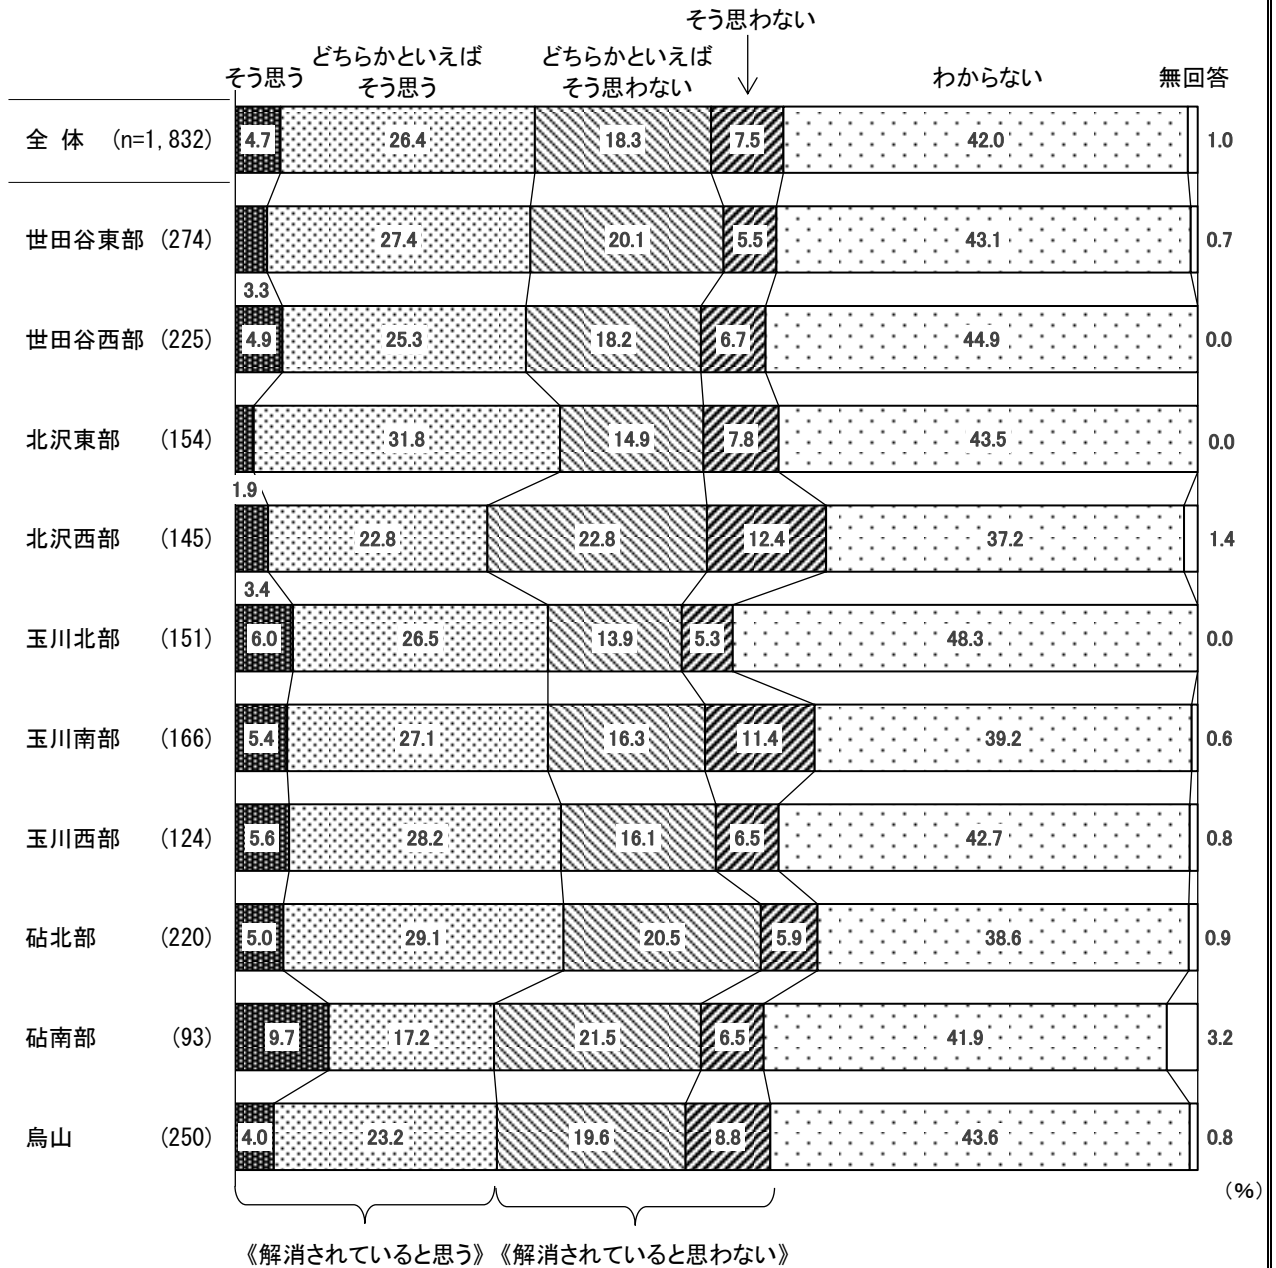 そう思わない
どちらかといえば どちらかといえば
そう思う そう思う そう思わない わからない 無回答
全 体 (n=1,832) 4.7 26.4 18.3 7.5 42.0 1.0
世田谷東部 (274) 27.4 20.1 5.5 43.1 0.7
3.3
世田谷西部 (225) 4.9 25.3 18.2 6.7 44.9 0.0
北沢東部 (154) 31.8 14.9 7.8 43.5 0.0
1.9
北沢西部 (145) 22.8 22.8 12.4 37.2 1.4
3.4
玉川北部 (151) 6.0 26.5 13.9 5.3 48.3 0.0
玉川南部 (166) 5.4 27.1 16.3 11.4 39.2 0.6
玉川西部 (124) 5.6 28.2 16.1 6.5 42.7 0.8
砧北部 (220) 5.0 29.1 20.5 5.9 38.6 0.9
砧南部 (93) 9.7 17.2 21.5 6.5 41.9 3.2
烏山 (250) 4.0 23.2 19.6 8.8 43.6 0.8
(%)
《解消されていると思う》 《解消されていると思わない》